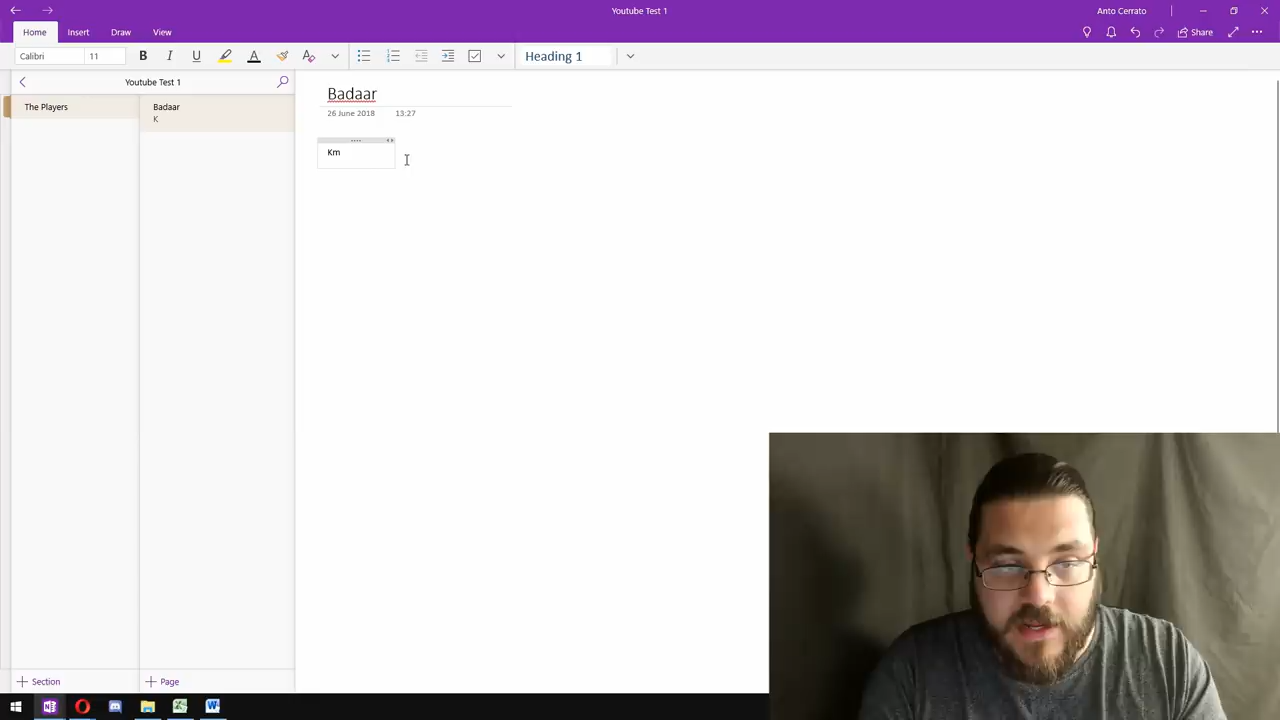 Youtube Test 1
Anto Cerrato
Home
Insert
Draw
View
Share
Calibri
11
B
I
U
A
A
Heading 1
Youtube Test 1
The Players
Badaar
K
Badaar
26 June 2018 13:27
Km
+ Section
+ Page